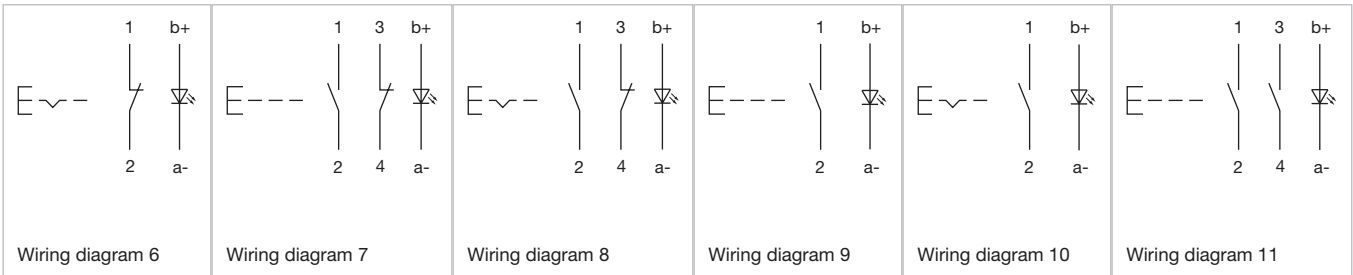 1 b+
2 a-
Wiring diagram 6
1 3 b+
2 4 a-
Wiring diagram 7
1 3 b+
2 4 a-
Wiring diagram 8
1 b+
2 a-
Wiring diagram 9
1 b+
2 a-
Wiring diagram 10
1 3 b+
2 4 a-
Wiring diagram 11